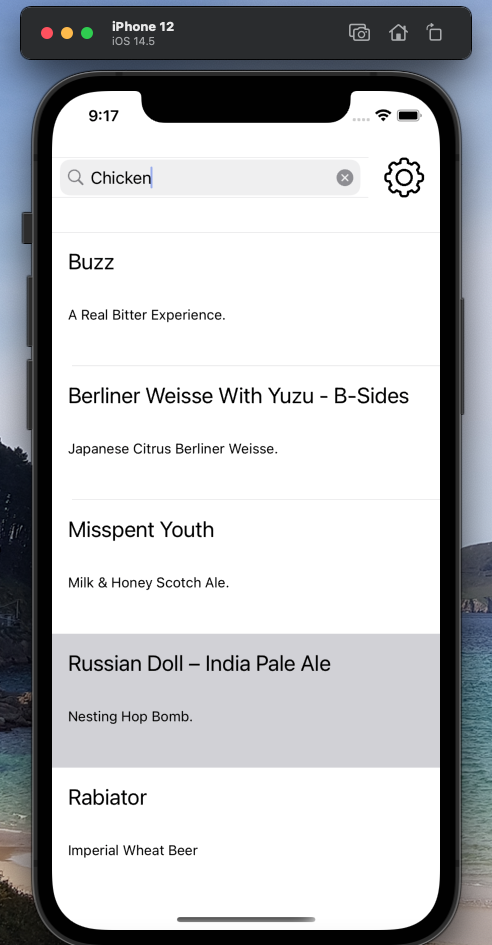 iPhone 12
iOS 14.5
9:17
Chicken
Buzz
A Real Bitter Experience.
Berliner Weisse With Yuzu - B-Sides
Japanese Citrus Berliner Weisse.
Misspent Youth
Milk & Honey Scotch Ale.
Russian Doll – India Pale Ale
Nesting Hop Bomb.
Rabiator
Imperial Wheat Beer